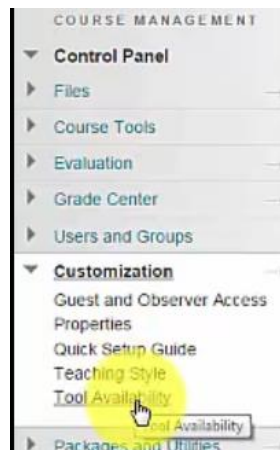 COURSE MANAGEMENT
Control Panel
Files
Course Tools
Evaluation
Grade Center
Users and Groups
Customization
Guest and Observer Access
Properties
Quick Setup Guide
Teaching Style
Tool Availability
Tool Availability
Packages and Utilities